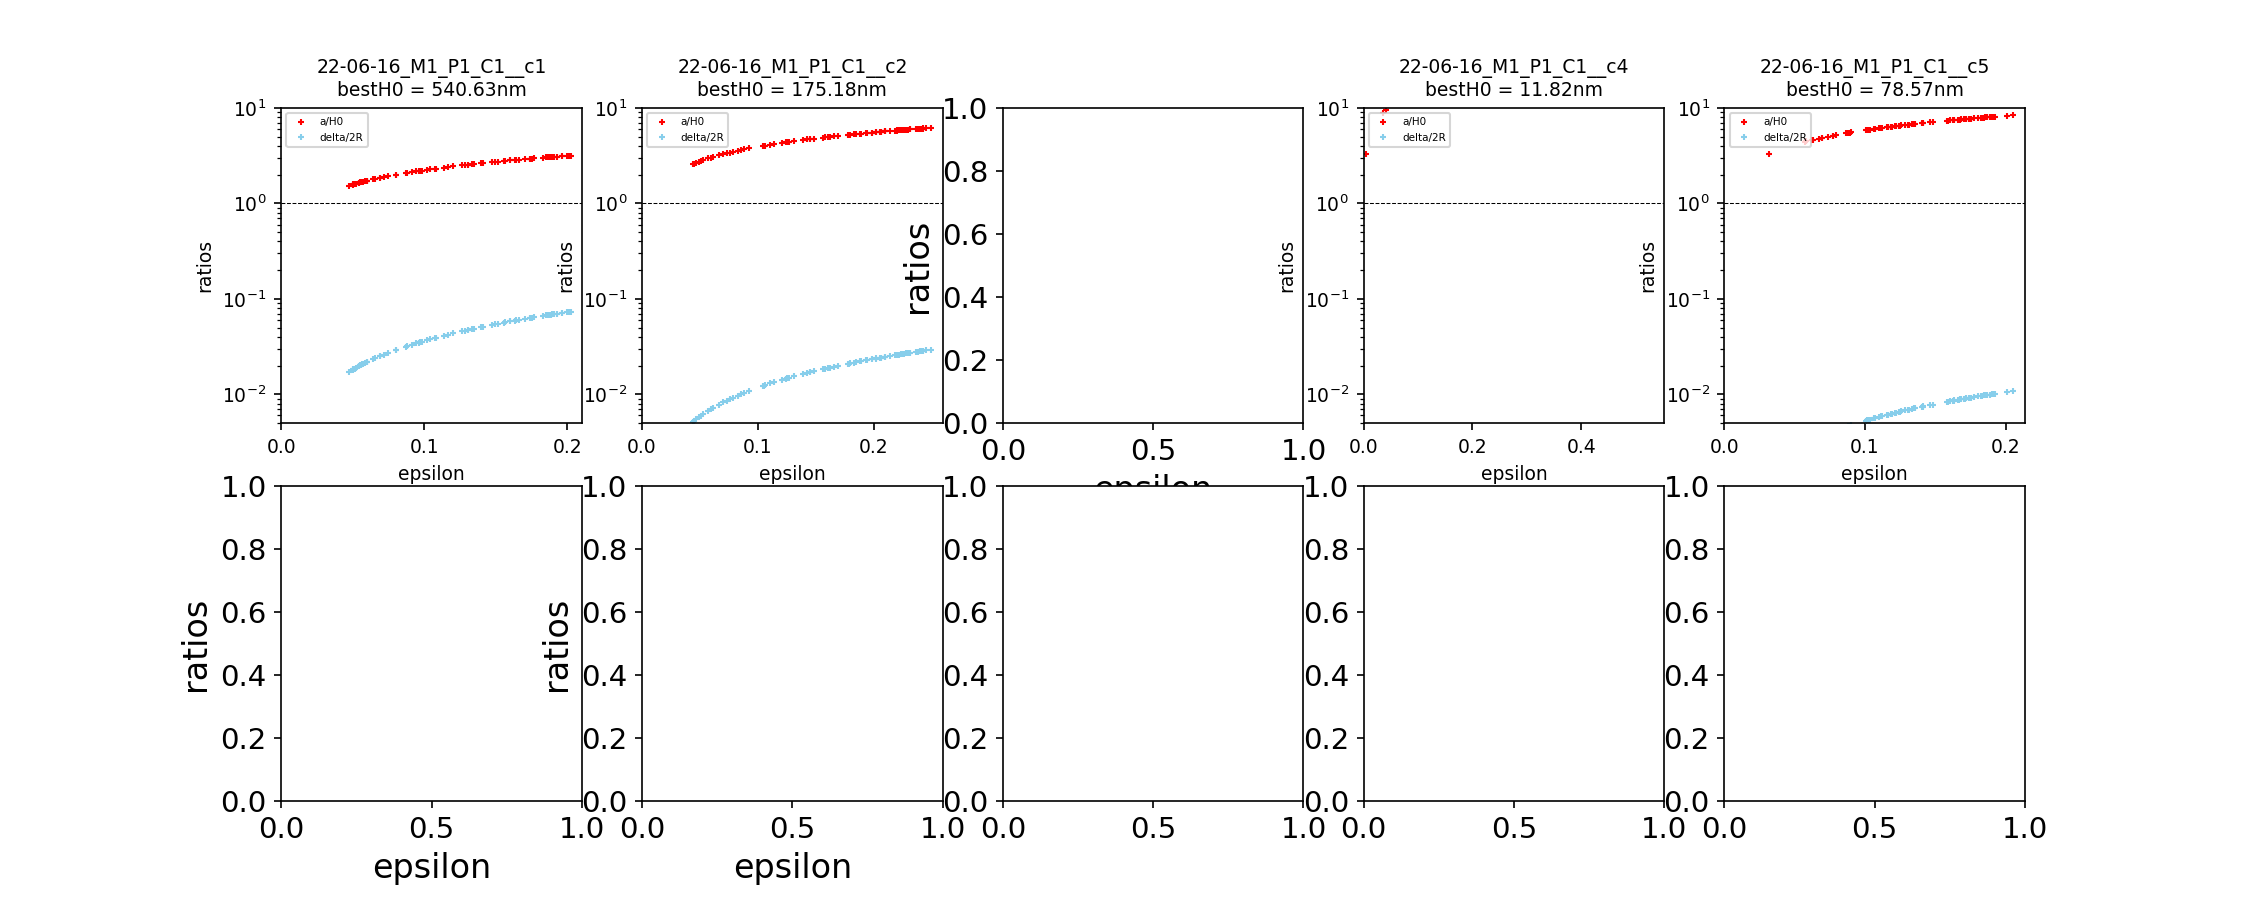 22-06-16_M1_P1_C1__c1
bestH0 = 540.63nm
a/H0
delta/2R
10¹
10⁰
10⁻¹
10⁻²
ratios
0.0 0.1 0.2
epsilon
22-06-16_M1_P1_C1__c2
bestH0 = 175.18nm
a/H0
delta/2R
10¹
10⁰
10⁻¹
10⁻²
ratios
0.0 0.1 0.2
epsilon
1.0
0.8
0.6
0.4
0.2
0.0
ratios
0.0 0.5 1.0
epsilon
22-06-16_M1_P1_C1__c4
bestH0 = 11.82nm
a/H0
delta/2R
10¹
10⁰
10⁻¹
10⁻²
ratios
0.0 0.2 0.4
epsilon
22-06-16_M1_P1_C1__c5
bestH0 = 78.57nm
a/H0
delta/2R
10¹
10⁰
10⁻¹
10⁻²
ratios
0.0 0.1 0.2
epsilon
1.0
0.8
0.6
0.4
0.2
0.0
ratios
0.0 0.5 1.0
epsilon
1.0
0.8
0.6
0.4
0.2
0.0
ratios
0.0 0.5 1.0
epsilon
1.0
0.8
0.6
0.4
0.2
0.0
0.0 0.5 1.0
1.0
0.8
0.6
0.4
0.2
0.0
0.0 0.5 1.0
1.0
0.8
0.6
0.4
0.2
0.0
0.0 0.5 1.0